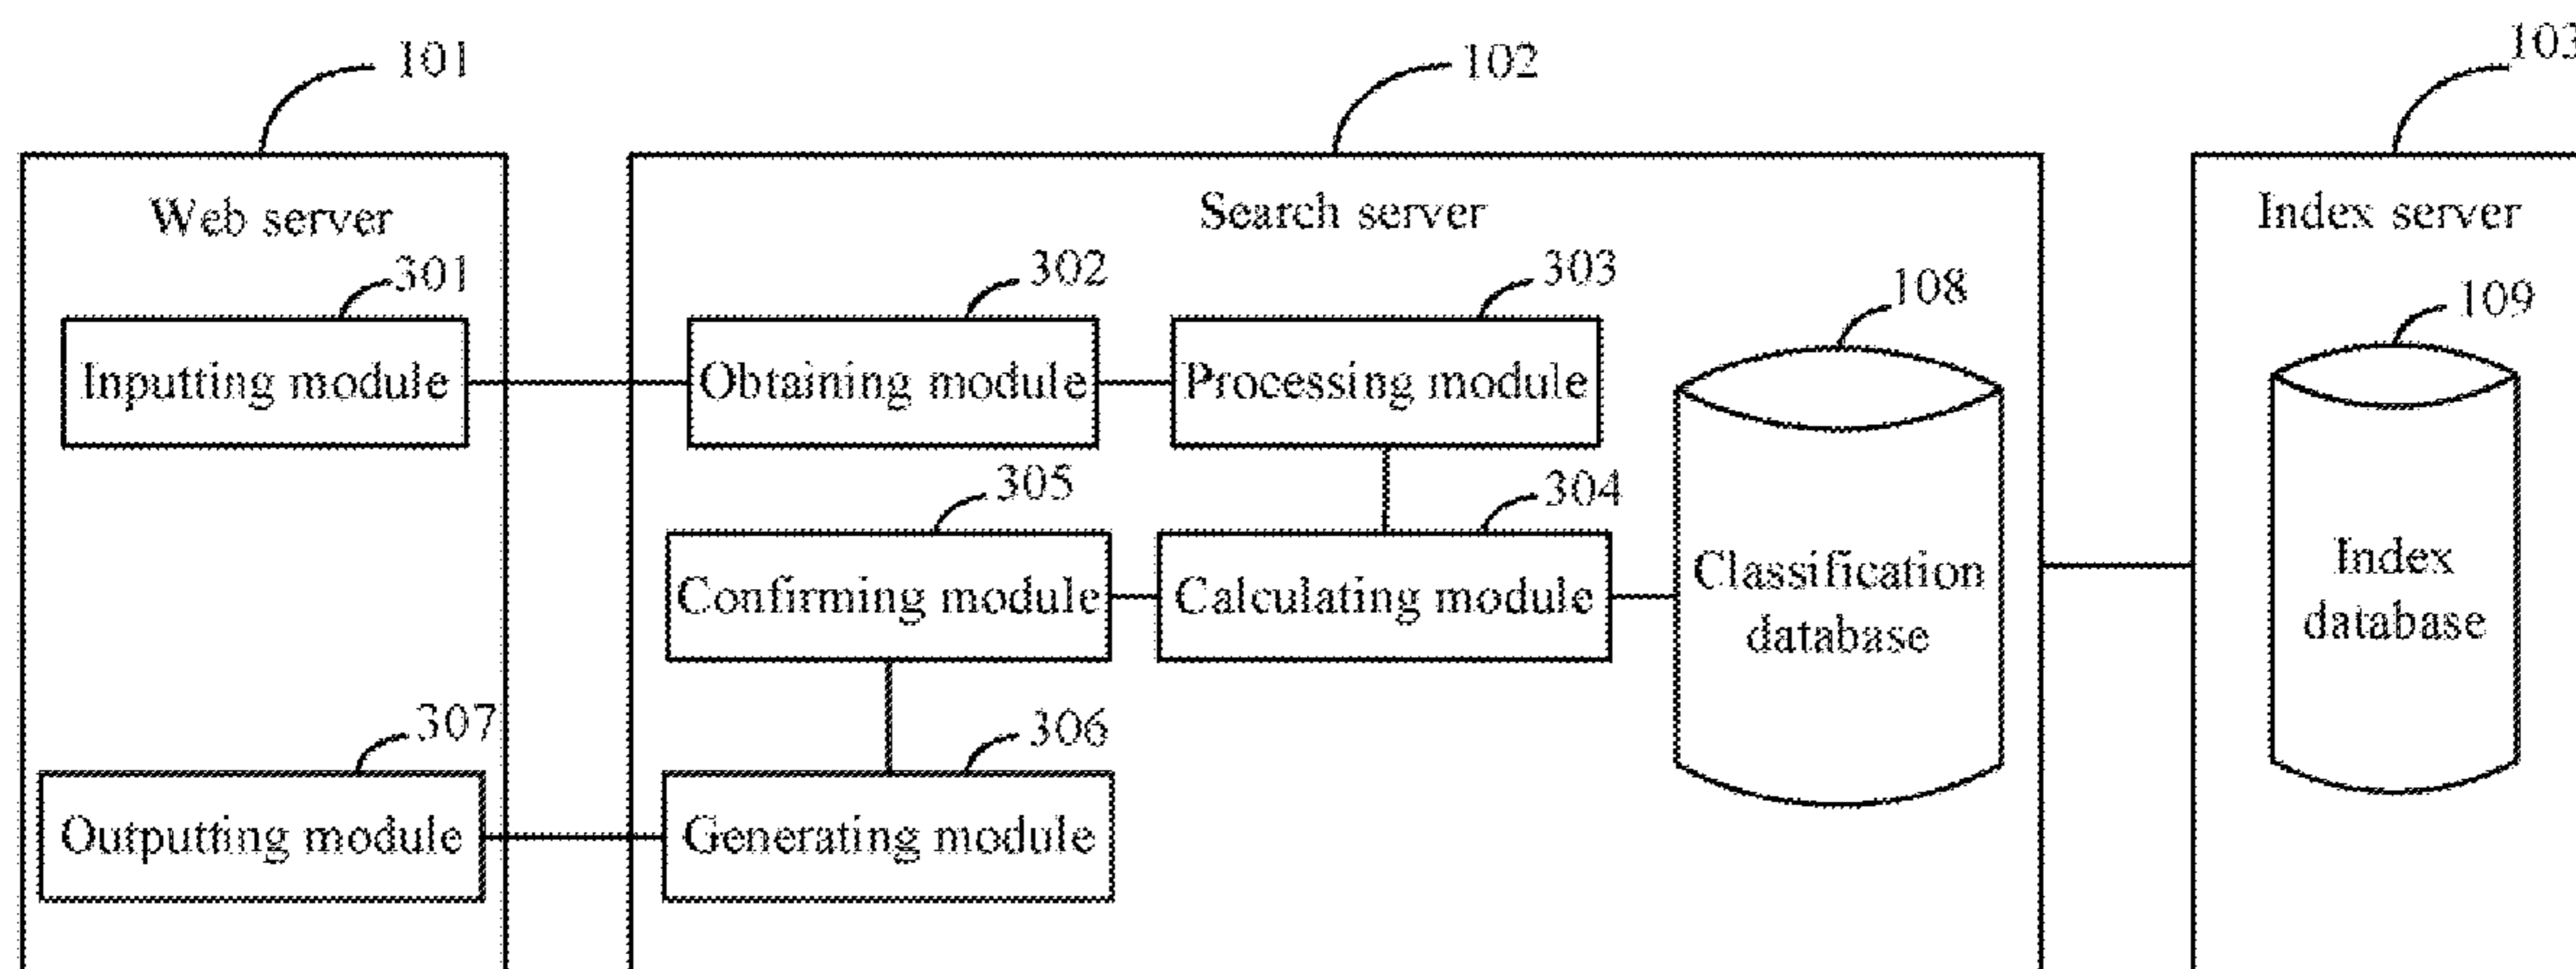 101
102
103
Web server
Search server
Index server
301
302
303
108
109
Inputting module
Obtaining module
Processing module
305
304
Confirming module
Calculating module
Classification
database
Index
database
307
306
Outputting module
Generating module